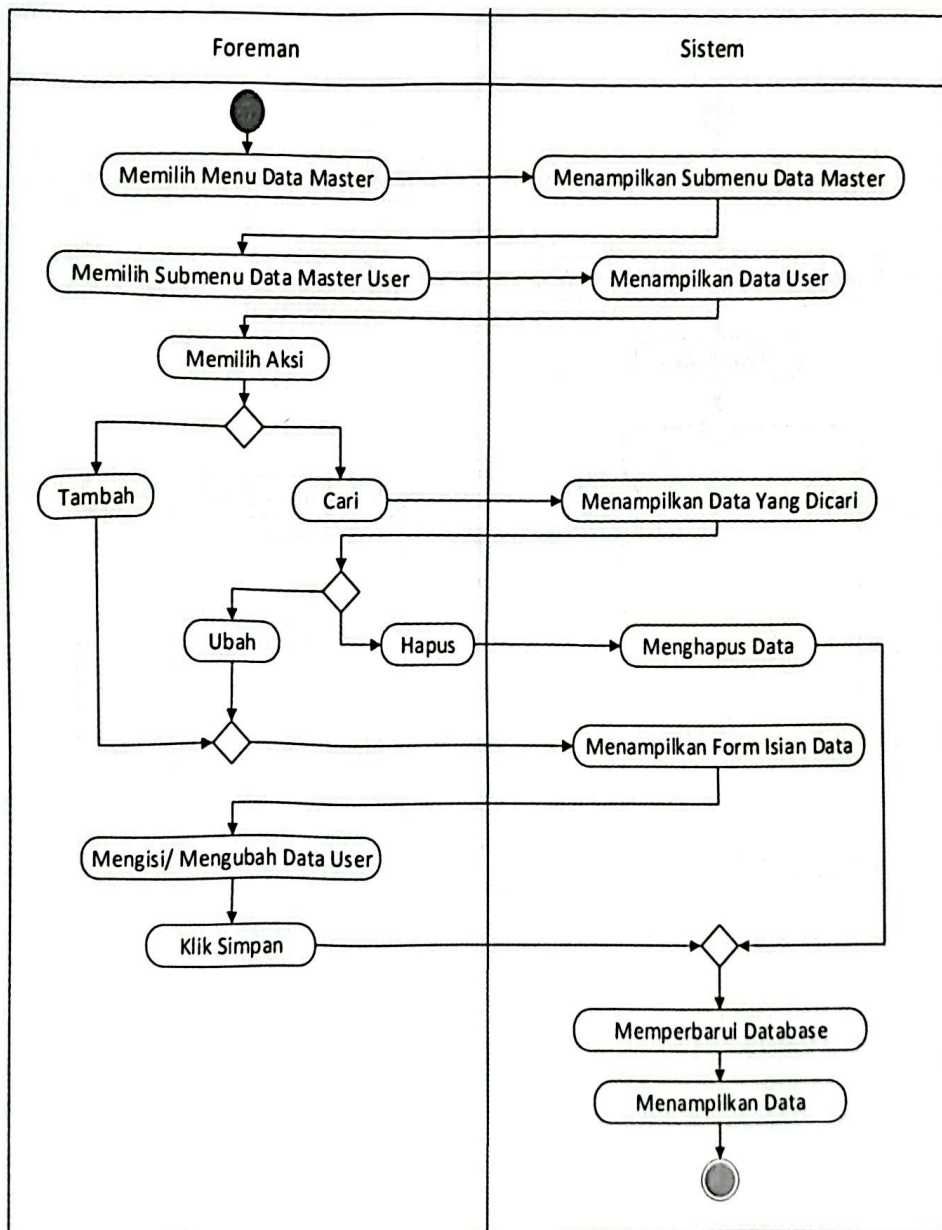 Foreman
Sistem
Memilih Menu Data Master
Menampilkan Submenu Data Master
Memilih Submenu Data Master User
Menampilkan Data User
Memilih Aksi
Tambah
Cari
Menampilkan Data Yang Dicari
Ubah
Hapus
Menghapus Data
Menampilkan Form Isian Data
Mengisi/ Mengubah Data User
Klik Simpan
Memperbarui Database
Menampilkan Data